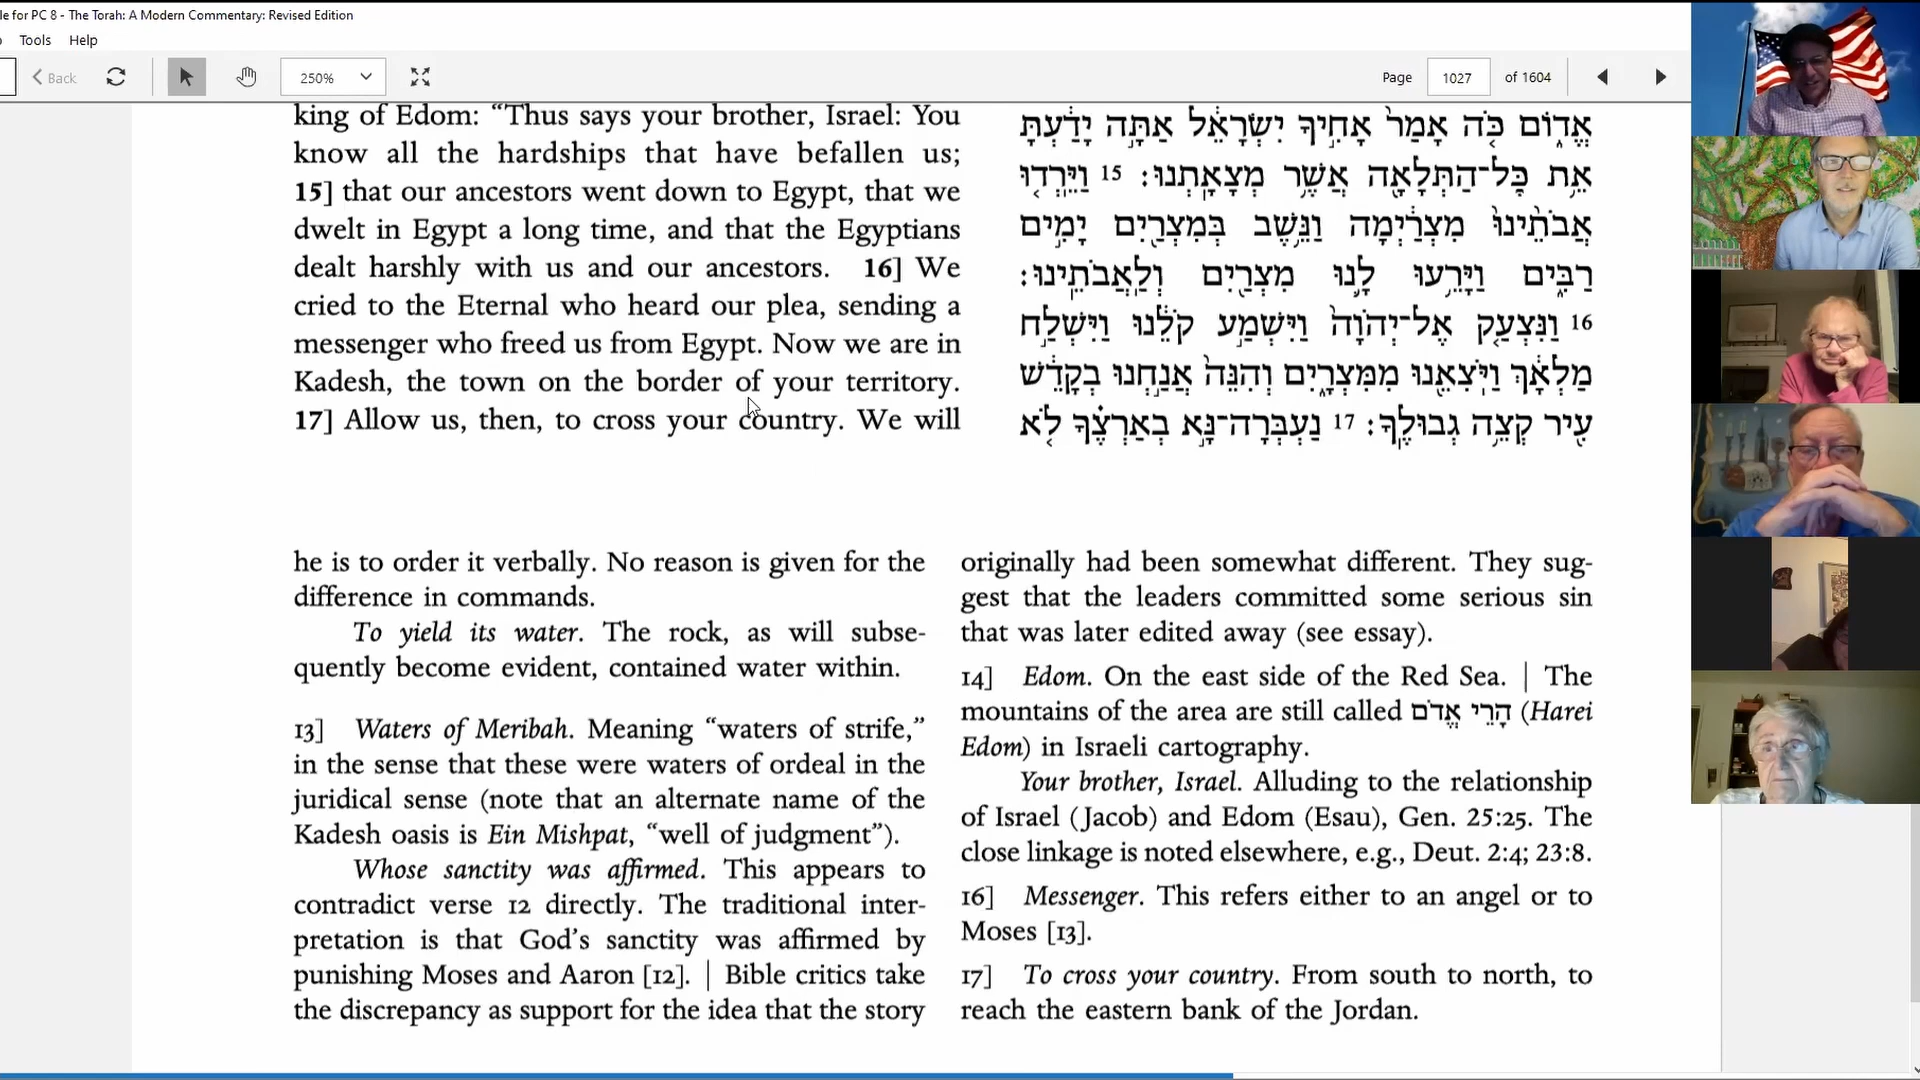 le for PC 8 - The Torah: A Modern Commentary: Revised Edition
Tools Help
Back 250% Page 1027 of 1604
king of Edom: “Thus says your brother, Israel: You
know all the hardships that have befallen us;
15] that our ancestors went down to Egypt, that we
dwelt in Egypt a long time, and that the Egyptians
dealt harshly with us and our ancestors. 16] We
cried to the Eternal who heard our plea, sending a
messenger who freed us from Egypt. Now we are in
Kadesh, the town on the border of your territory.
17] Allow us, then, to cross your country. We will
אֱד֑וֹם כֹּ֤ה אָמַר֙ אָחִ֣יךָ יִשְׂרָאֵ֔ל אַתָּ֣ה יָדַ֔עְתָּ
אֵ֥ת כׇּל־הַתְּלָאָ֖ה אֲשֶׁ֥ר מְצָאָֽתְנוּ׃ 15 וַיֵּרְד֤וּ
אֲבֹתֵ֙ינוּ֙ מִצְרַ֔יְמָה וַנֵּ֥שֶׁב בְּמִצְרַ֖יִם יָמִ֣ים
רַבִּ֑ים וַיָּרֵ֥עוּ לָ֛נוּ מִצְרַ֖יִם וְלַאֲבֹתֵֽינוּ׃
16 וַנִּצְעַ֤ק אֶל־יְהֹוָה֙ וַיִּשְׁמַ֣ע קֹלֵ֔נוּ וַיִּשְׁלַ֣ח
מַלְאָ֔ךְ וַיֹּצִאֵ֖נוּ מִמִּצְרָ֑יִם וְהִנֵּה֙ אֲנַ֣חְנוּ בְקָדֵ֔שׁ
עִ֖יר קְצֵ֥ה גְבוּלֶֽךָ׃ 17 נַעְבְּרָה־נָּ֣א בְאַרְצֶ֗ךָ לֹ֤א
he is to order it verbally. No reason is given for the
difference in commands.
To yield its water. The rock, as will subse-
quently become evident, contained water within.
13] Waters of Meribah. Meaning “waters of strife,”
in the sense that these were waters of ordeal in the
juridical sense (note that an alternate name of the
Kadesh oasis is Ein Mishpat, “well of judgment”).
Whose sanctity was affirmed. This appears to
contradict verse 12 directly. The traditional inter-
pretation is that God’s sanctity was affirmed by
punishing Moses and Aaron [12]. | Bible critics take
the discrepancy as support for the idea that the story
originally had been somewhat different. They sug-
gest that the leaders committed some serious sin
that was later edited away (see essay).
14] Edom. On the east side of the Red Sea. | The
mountains of the area are still called הָרֵי אֱדֹם (Harei
Edom) in Israeli cartography.
Your brother, Israel. Alluding to the relationship
of Israel (Jacob) and Edom (Esau), Gen. 25:25. The
close linkage is noted elsewhere, e.g., Deut. 2:4; 23:8.
16] Messenger. This refers either to an angel or to
Moses [13].
17] To cross your country. From south to north, to
reach the eastern bank of the Jordan.